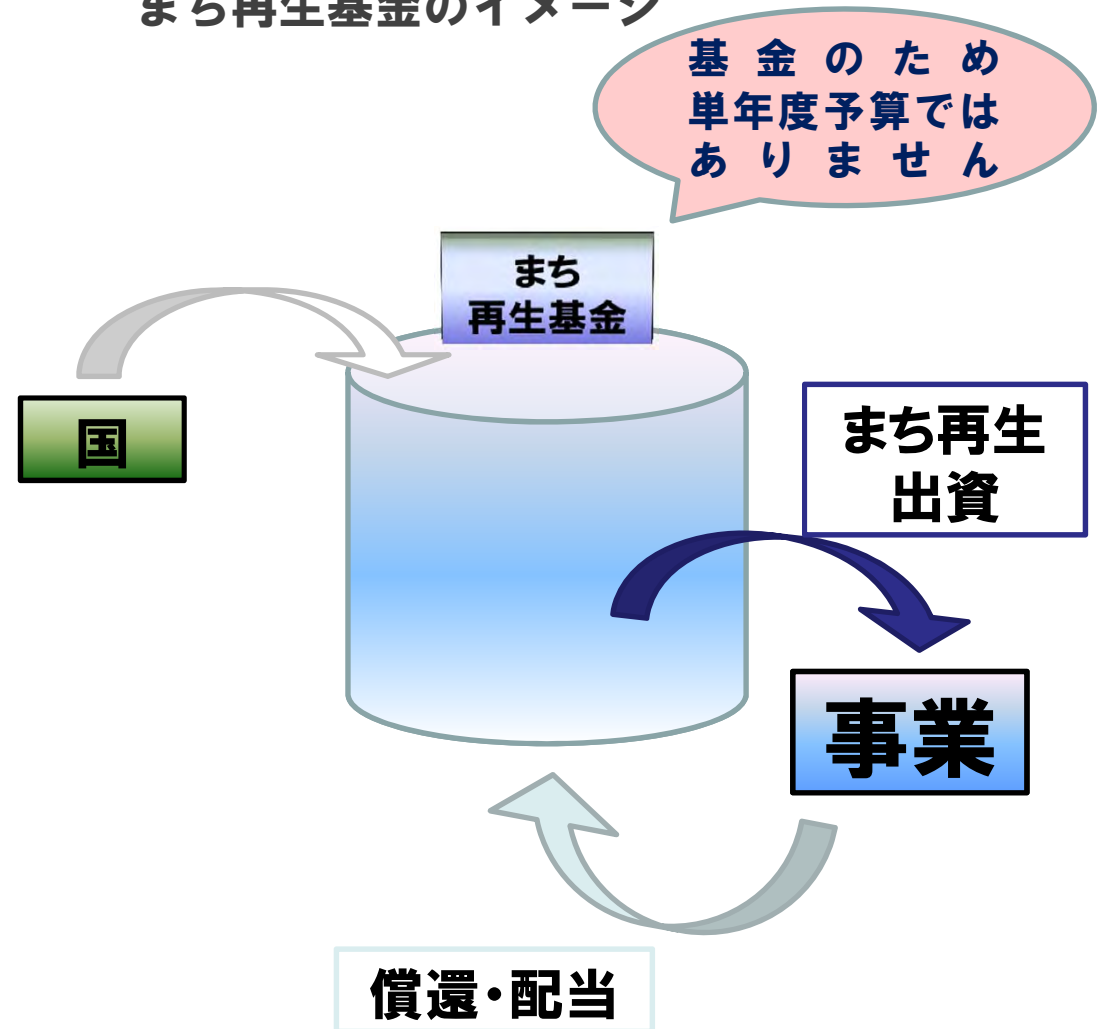 まち再生基金のイメージ
基金のため
単年度予算では
ありません
まち
再生基金
国
まち再生
出資
事業
償還・配当